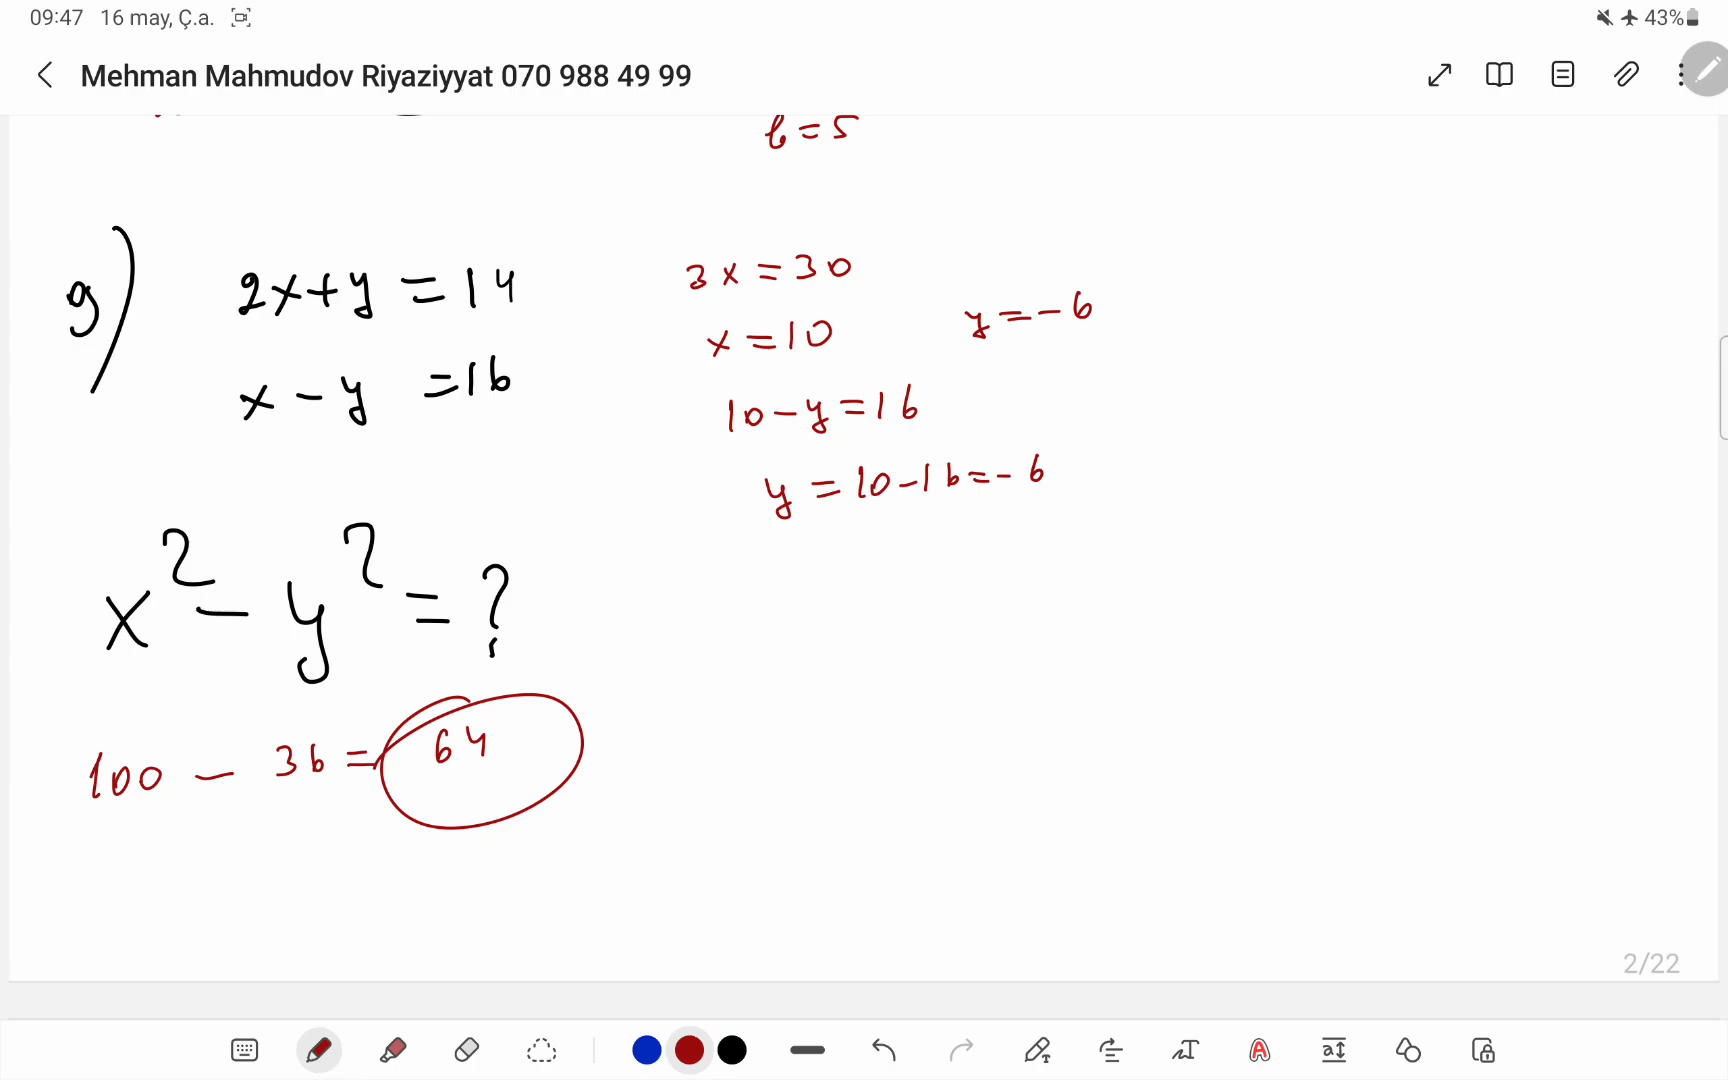 09:47 16 may, Ç.a. 43%
Mehman Mahmudov Riyaziyyat 070 988 49 99
b=5
9)
2x+y=14
x-y=16
3x=30
x=10
10-y=16
y=10-16=-6
y=-6
x²-y²=?
100-36=64
2/22